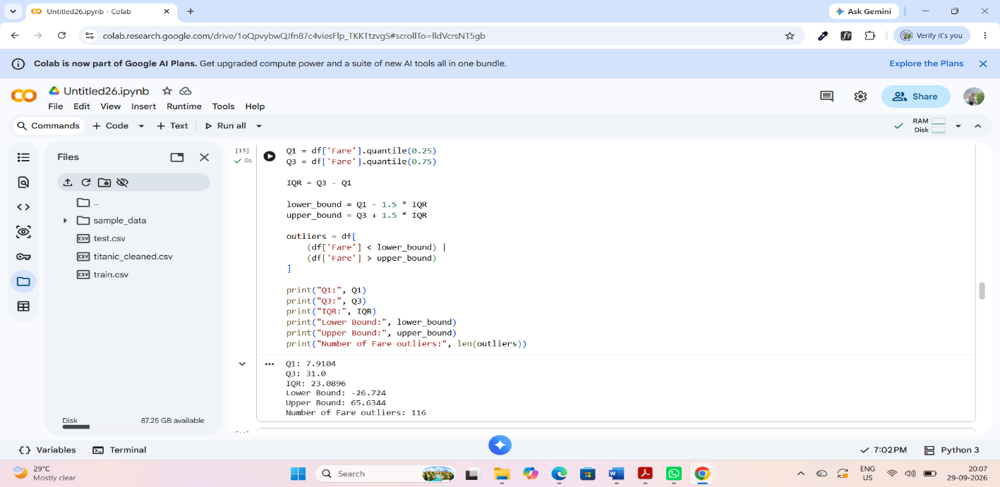 Untitled26.ipynb - Colab
Ask Gemini
colab.research.google.com/drive/1oQpvybwQJfn87c4viesFlp_TKKTtzvgS#scrollTo=lldVcrsNT5gb
Verify it's you
Colab is now part of Google AI Plans. Get upgraded compute power and a suite of new AI tools all in one bundle.
Explore the Plans
Untitled26.ipynb
File Edit View Insert Runtime Tools Help
Share
Commands + Code + Text Run all
RAM
Disk
Files
..
sample_data
CSV test.csv
CSV titanic_cleaned.csv
CSV train.csv
Disk 87.25 GB available
[13]
0s
Q1 = df['Fare'].quantile(0.25)
Q3 = df['Fare'].quantile(0.75)
IQR = Q3 - Q1
lower_bound = Q1 - 1.5 * IQR
upper_bound = Q3 + 1.5 * IQR
outliers = df[
(df['Fare'] < lower_bound) |
(df['Fare'] > upper_bound)
]
print("Q1:", Q1)
print("Q3:", Q3)
print("IQR:", IQR)
print("Lower Bound:", lower_bound)
print("Upper Bound:", upper_bound)
print("Number of Fare outliers:", len(outliers))
Q1: 7.9104
Q3: 31.0
IQR: 23.0896
Lower Bound: -26.724
Upper Bound: 65.6344
Number of Fare outliers: 116
Variables Terminal
7:02 PM Python 3
29°C
Mostly clear
Search
ENG
US
20:07
29-09-2026